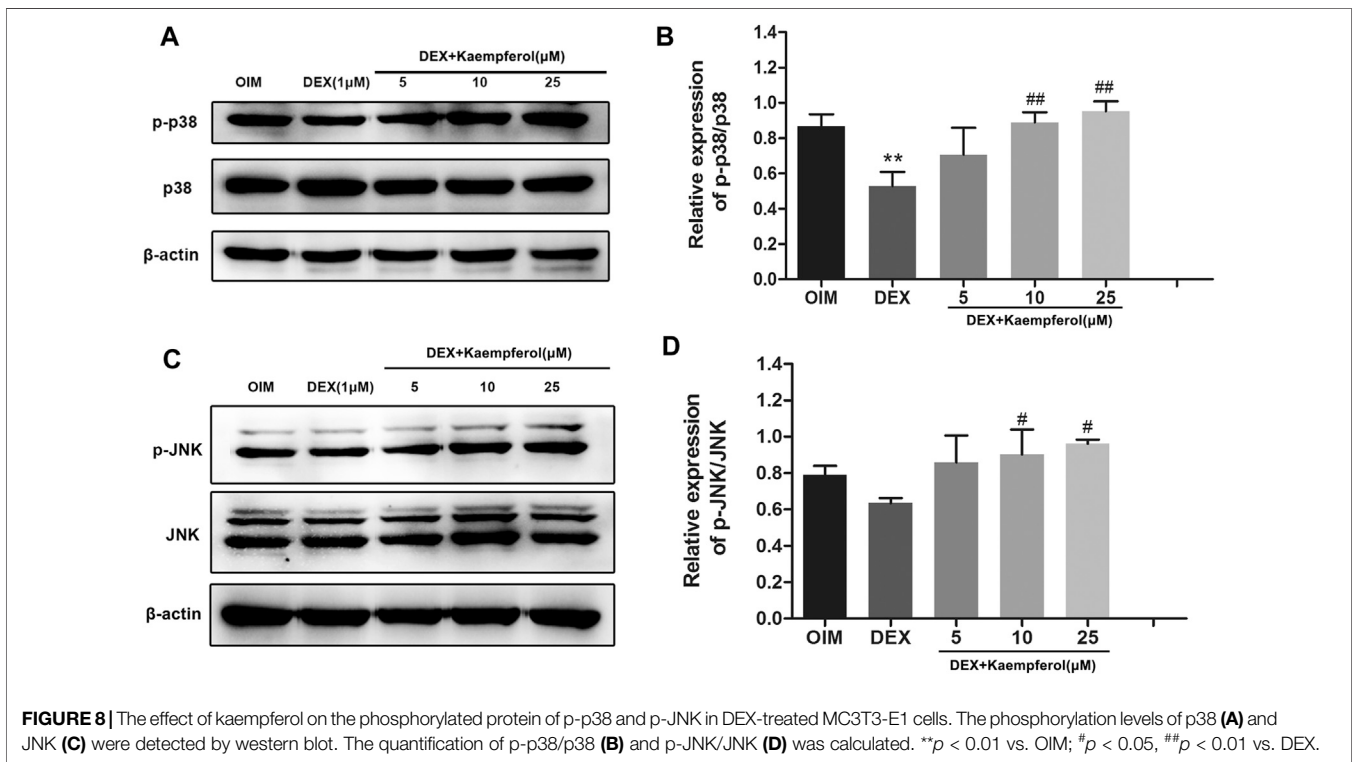 A
DEX+Kaempferol(μM)
OIM DEX(1μM) 5 10 25
p-p38
p38
β-actin
B
Relative expression
of p-p38/p38
1.4
1.2
1.0
0.8
0.6
0.4
0.2
0.0
**
##
##
OIM DEX 5 10 25
DEX+Kaempferol(μM)
C
DEX+Kaempferol(μM)
OIM DEX(1μM) 5 10 25
p-JNK
JNK
β-actin
D
Relative expression
of p-JNK/JNK
1.4
1.2
1.0
0.8
0.6
0.4
0.2
0.0
#
#
OIM DEX 5 10 25
DEX+Kaempferol(μM)
FIGURE 8 | The effect of kaempferol on the phosphorylated protein of p-p38 and p-JNK in DEX-treated MC3T3-E1 cells. The phosphorylation levels of p38 (A) and
JNK (C) were detected by western blot. The quantification of p-p38/p38 (B) and p-JNK/JNK (D) was calculated. **p < 0.01 vs. OIM; #p < 0.05, ##p < 0.01 vs. DEX.